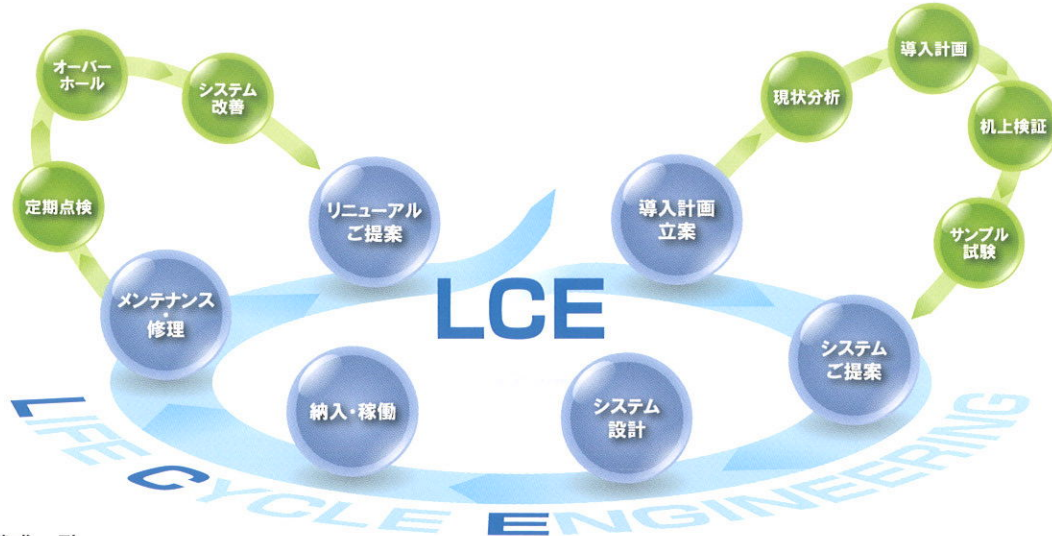 オーバー
ホール
システム
改善
定期点検
リニューアル
ご提案
メンテナンス
・
修理
導入計画
現状分析
机上検証
サンプル
試験
導入計画
立案
システム
ご提案
LCE
納入・稼働
システム
設計
LIFE CYCLE ENGINEERING